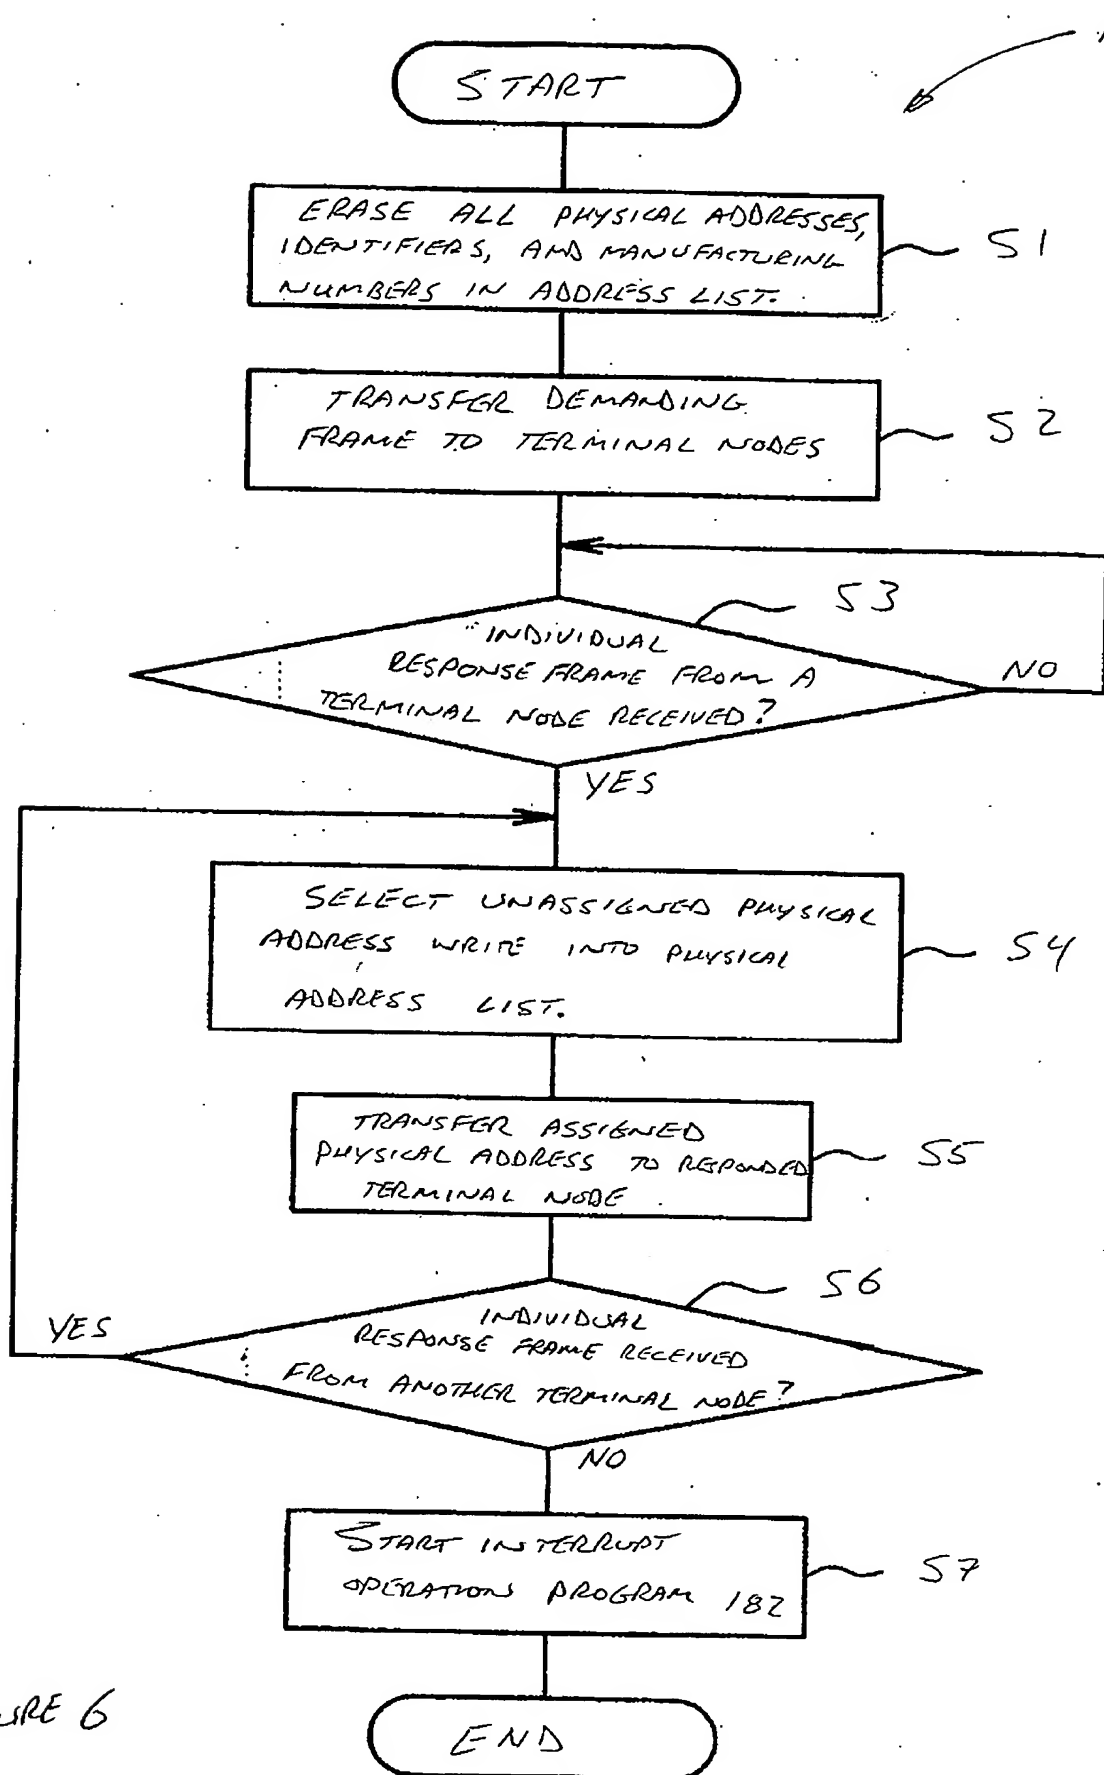 START
ERASE ALL PHYSICAL ADDRESSES,
IDENTIFIERS, AND MANUFACTURING
NUMBERS IN ADDRESS LIST.
S1
TRANSFER DEMANDING
FRAME TO TERMINAL NODES
S2
S3
INDIVIDUAL
RESPONSE FRAME FROM A
TERMINAL NODE RECEIVED?
NO
YES
SELECT UNASSIGNED PHYSICAL
ADDRESS WRITE INTO PHYSICAL
ADDRESS LIST.
S4
TRANSFER ASSIGNED
PHYSICAL ADDRESS TO RESPONDED
TERMINAL NODE
S5
S6
INDIVIDUAL
RESPONSE FRAME RECEIVED
FROM ANOTHER TERMINAL NODE?
YES
NO
START INTERRUPT
OPERATION PROGRAM 182
S7
END
URE 6